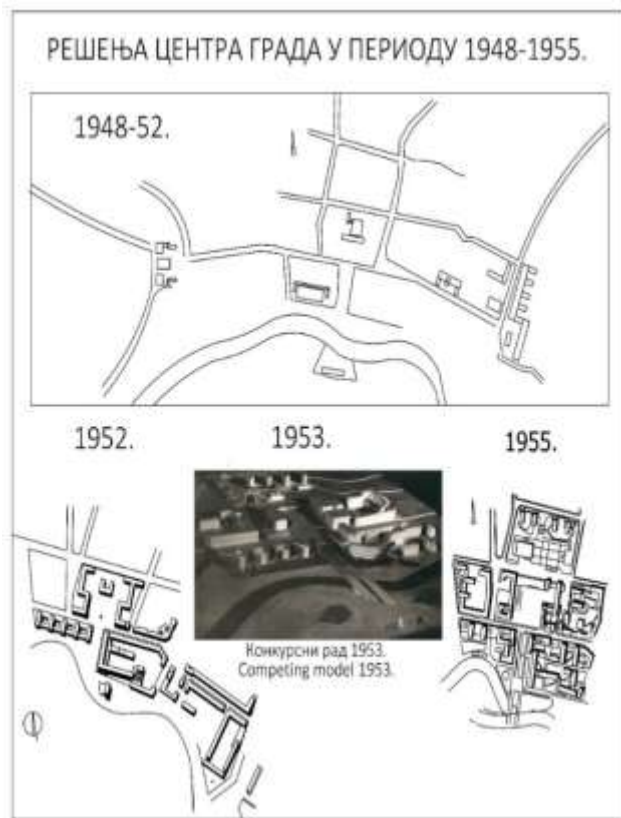 РЕШЕЊА ЦЕНТРА ГРАДА У ПЕРИОДУ 1948-1955.
1948-52.
1952.
1953.
1955.
Конкурсни рад 1953.
Competing model 1953.